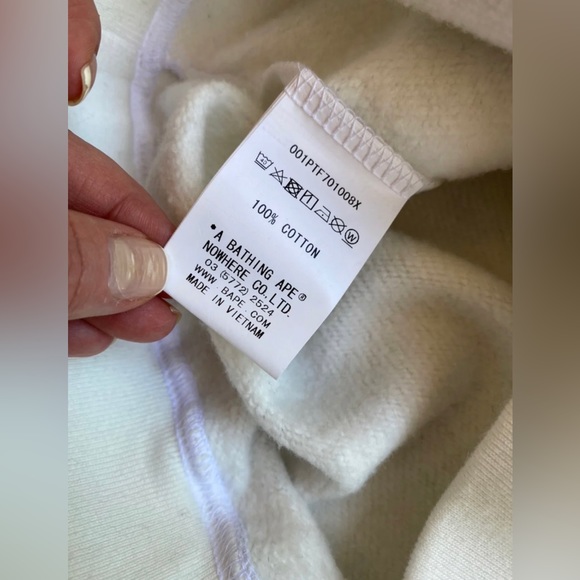 001PTF701008X
100% COTTON
•A BATHING APE®
NOWHERE CO.,LTD.
03 (5772) 2524
WWW.BAPE.COM
MADE IN VIETNAM